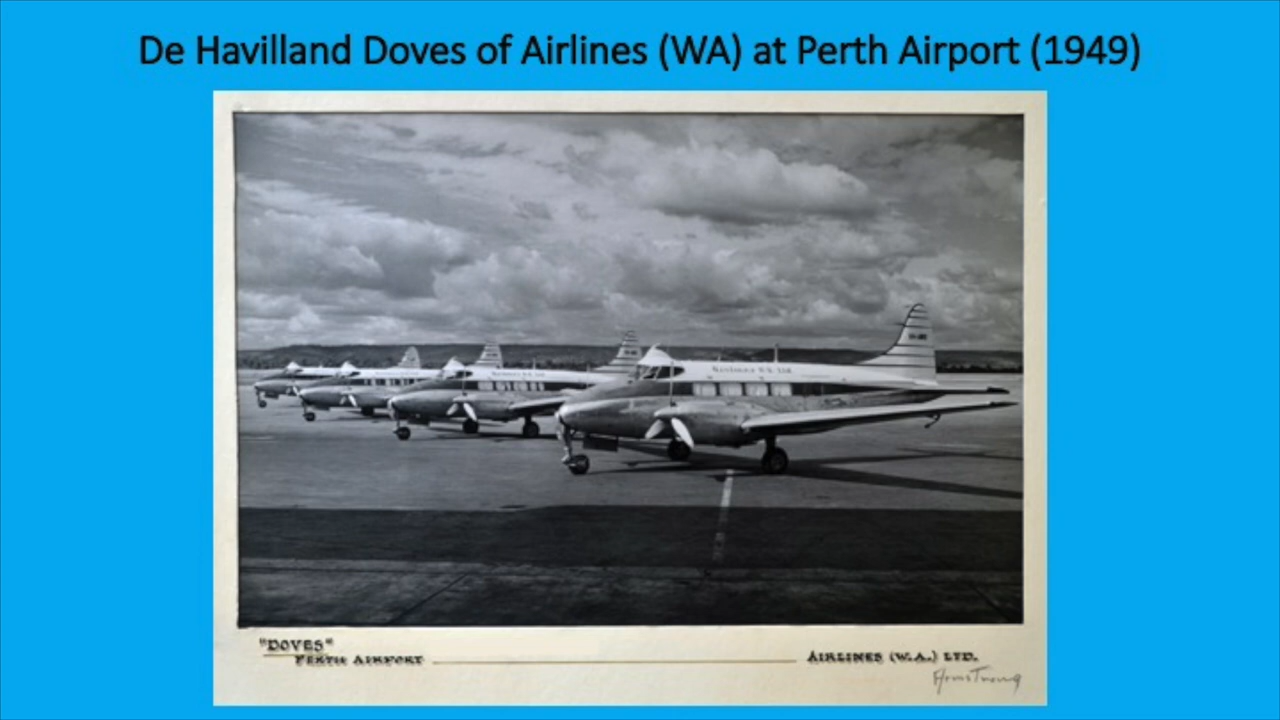 De Havilland Doves of Airlines (WA) at Perth Airport (1949)
"DOVES"
PERTH AIRPORT
AIRLINES (W.A.) LTD.
Armstrong